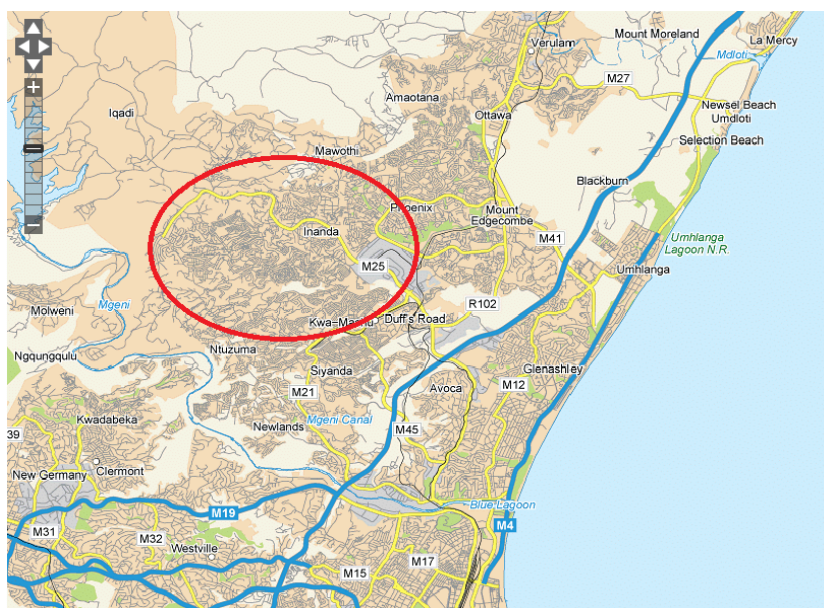 Verulam
Mount Moreland
La Mercy
Mdloti
M27
Amaotana
Newsel Beach
Umdloti
Ottawa
Iqadi
Selection Beach
Mawothi
Blackburn
Phoenix
Mount
Edgecombe
Inanda
M41
Umhlanga
Lagoon N.R.
M25
Umhlanga
Mgeni
R102
Molweni
Kwa-Mashu
Duff's Road
Ntuzuma
Ngqungqulu
Siyanda
Glenashley
M21
Avoca
M12
Kwadabeka
Mgeni Canal
Newlands
M45
39
Clermont
New Germany
Blue Lagoon
M19
M4
M31
M32
Westville
M17
M15